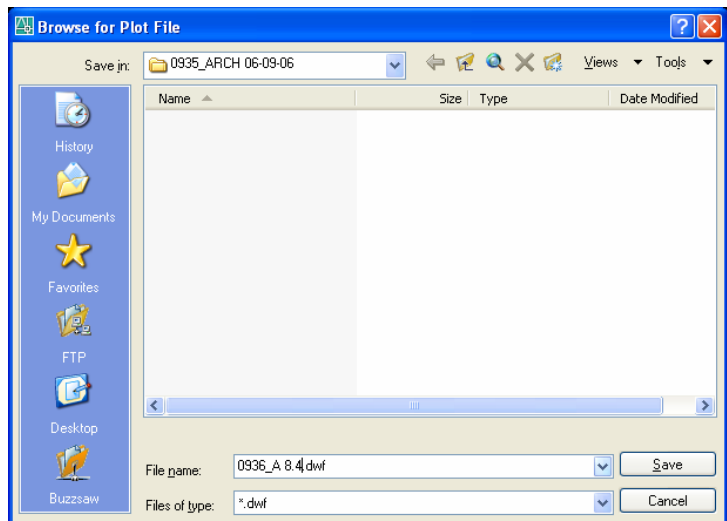 Browse for Plot File
Save in: 0935_ARCH 06-09-06 Views Tools
Name Size Type Date Modified
History
My Documents
Favorites
FTP
Desktop
Buzzsaw
File name: 0936_A 8.4.dwf Save
Files of type: *.dwf Cancel